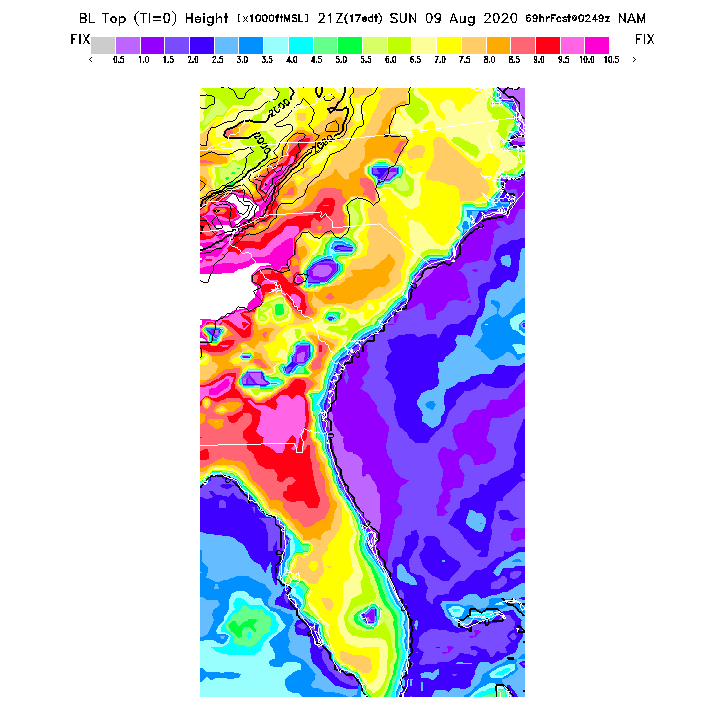 BL Top (TI=0) Height [x1000ftMSL] 21Z(17edt) SUN 09 Aug 2020 69hrFcst@0249z NAM
FIX FIX
< 0.5 1.0 1.5 2.0 2.5 3.0 3.5 4.0 4.5 5.0 5.5 6.0 6.5 7.0 7.5 8.0 8.5 9.0 9.5 10.0 10.5 >
2000
2000
2000